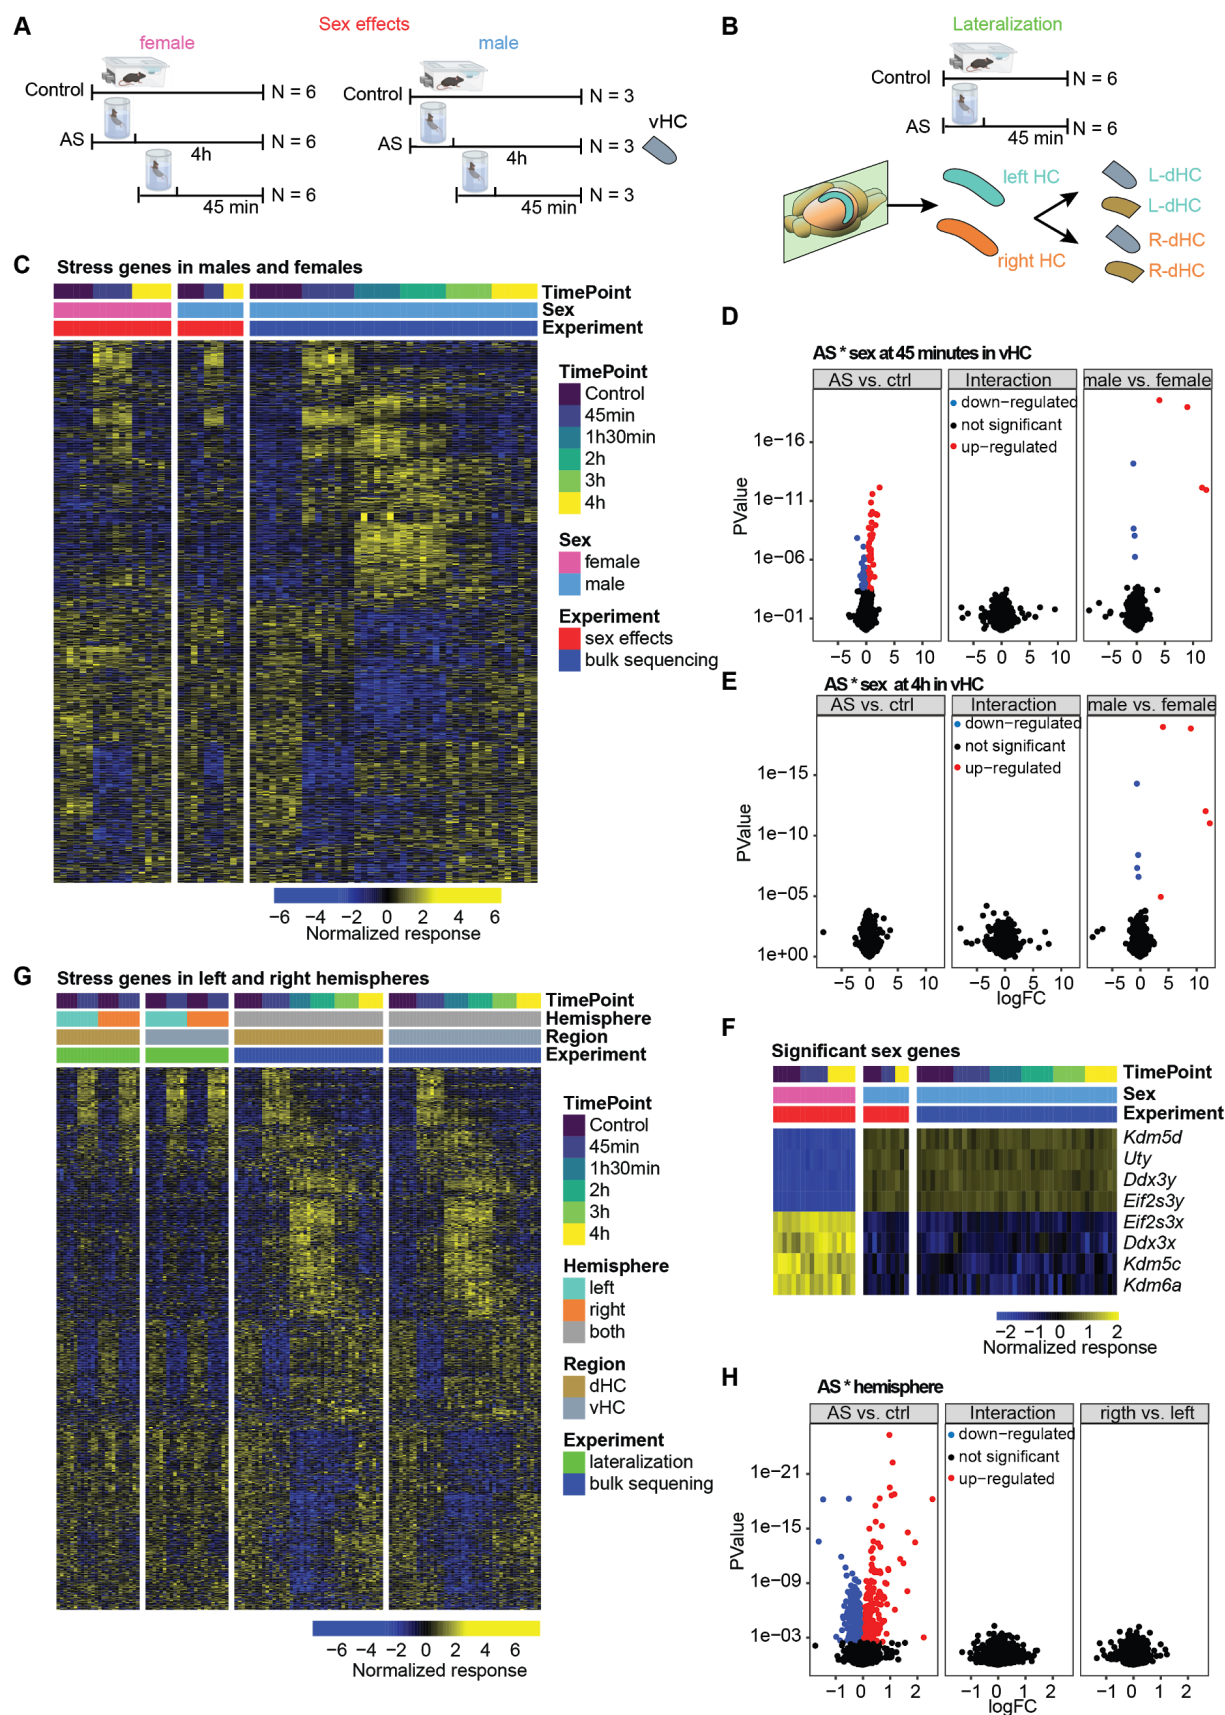 A
Sex effects
female
male
Control
N = 6
AS
4h
N = 6
45 min
N = 6
Control
N = 3
AS
4h
N = 3
45 min
N = 3
vHC
B
Lateralization
Control
N = 6
AS
45 min
N = 6
left HC
right HC
L-dHC
L-dHC
R-dHC
R-dHC
C
Stress genes in males and females
TimePoint
Sex
Experiment
TimePoint
Control
45min
1h30min
2h
3h
4h
Sex
female
male
Experiment
sex effects
bulk sequencing
−6 −4 −2 0 2 4 6
Normalized response
D
AS * sex at 45 minutes in vHC
AS vs. ctrl
Interaction
male vs. female
down−regulated
not significant
up−regulated
PValue
1e−16
1e−11
1e−06
1e−01
−5 0 5 10
−5 0 5 10
−5 0 5 10
E
AS * sex at 4h in vHC
AS vs. ctrl
Interaction
male vs. female
down−regulated
not significant
up−regulated
PValue
1e−15
1e−10
1e−05
1e+00
−5 0 5 10
−5 0 5 10
−5 0 5 10
logFC
F
Significant sex genes
TimePoint
Sex
Experiment
Kdm5d
Uty
Ddx3y
Eif2s3y
Eif2s3x
Ddx3x
Kdm5c
Kdm6a
−2 −1 0 1 2
Normalized response
G
Stress genes in left and right hemispheres
TimePoint
Hemisphere
Region
Experiment
TimePoint
Control
45min
1h30min
2h
3h
4h
Hemisphere
left
right
both
Region
dHC
vHC
Experiment
lateralization
bulk sequening
−6 −4 −2 0 2 4 6
Normalized response
H
AS * hemisphere
AS vs. ctrl
Interaction
rigth vs. left
down−regulated
not significant
up−regulated
PValue
1e−21
1e−15
1e−09
1e−03
−1 0 1 2
−1 0 1 2
−1 0 1 2
logFC